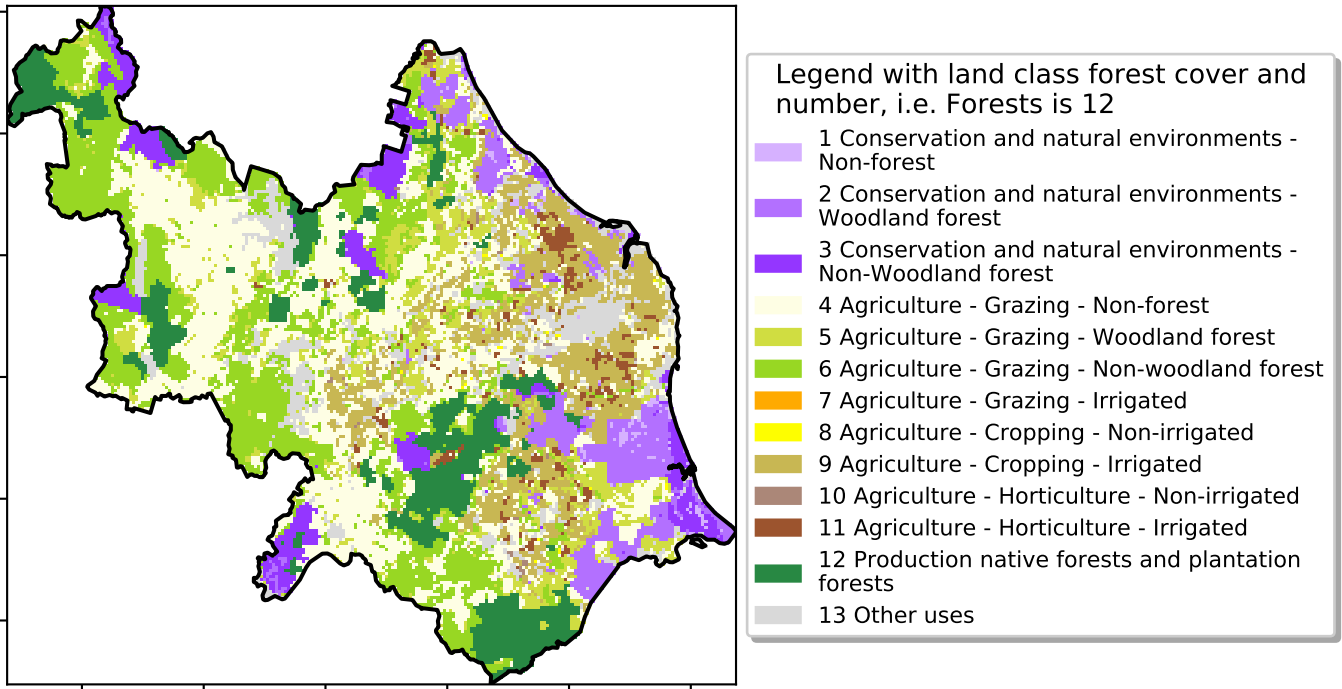 Legend with land class forest cover and
number, i.e. Forests is 12
1 Conservation and natural environments -
Non-forest
2 Conservation and natural environments -
Woodland forest
3 Conservation and natural environments -
Non-Woodland forest
4 Agriculture - Grazing - Non-forest
5 Agriculture - Grazing - Woodland forest
6 Agriculture - Grazing - Non-woodland forest
7 Agriculture - Grazing - Irrigated
8 Agriculture - Cropping - Non-irrigated
9 Agriculture - Cropping - Irrigated
10 Agriculture - Horticulture - Non-irrigated
11 Agriculture - Horticulture - Irrigated
12 Production native forests and plantation
forests
13 Other uses